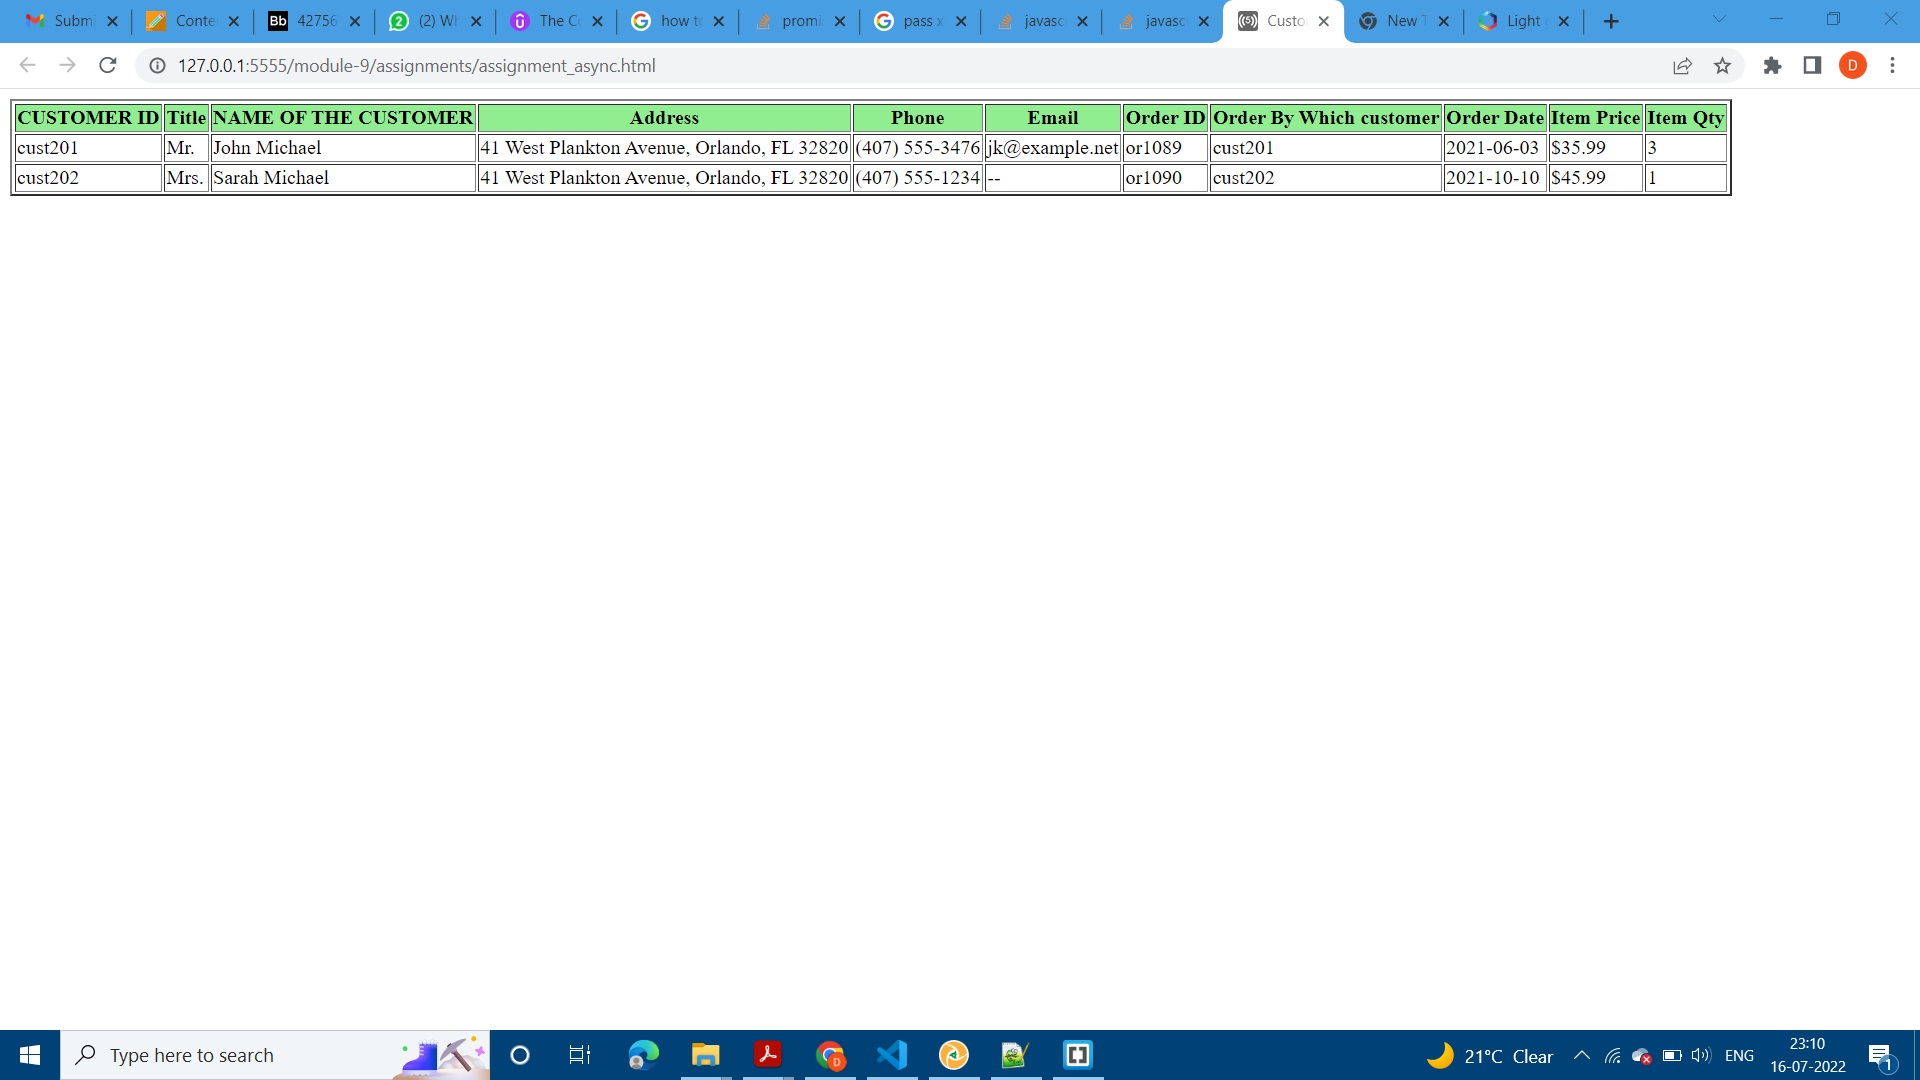 Submi Conte 42756 (2) Wh The Co how to promi pass x javasc javasc Custo New T Light
127.0.0.1:5555/module-9/assignments/assignment_async.html D
CUSTOMER ID Title NAME OF THE CUSTOMER Address Phone Email Order ID Order By Which customer Order Date Item Price Item Qty
cust201 Mr. John Michael 41 West Plankton Avenue, Orlando, FL 32820 (407) 555-3476 jk@example.net or1089 cust201 2021-06-03 $35.99 3
cust202 Mrs. Sarah Michael 41 West Plankton Avenue, Orlando, FL 32820 (407) 555-1234 -- or1090 cust202 2021-10-10 $45.99 1
Type here to search 21°C Clear ENG 23:10
16-07-2022 1